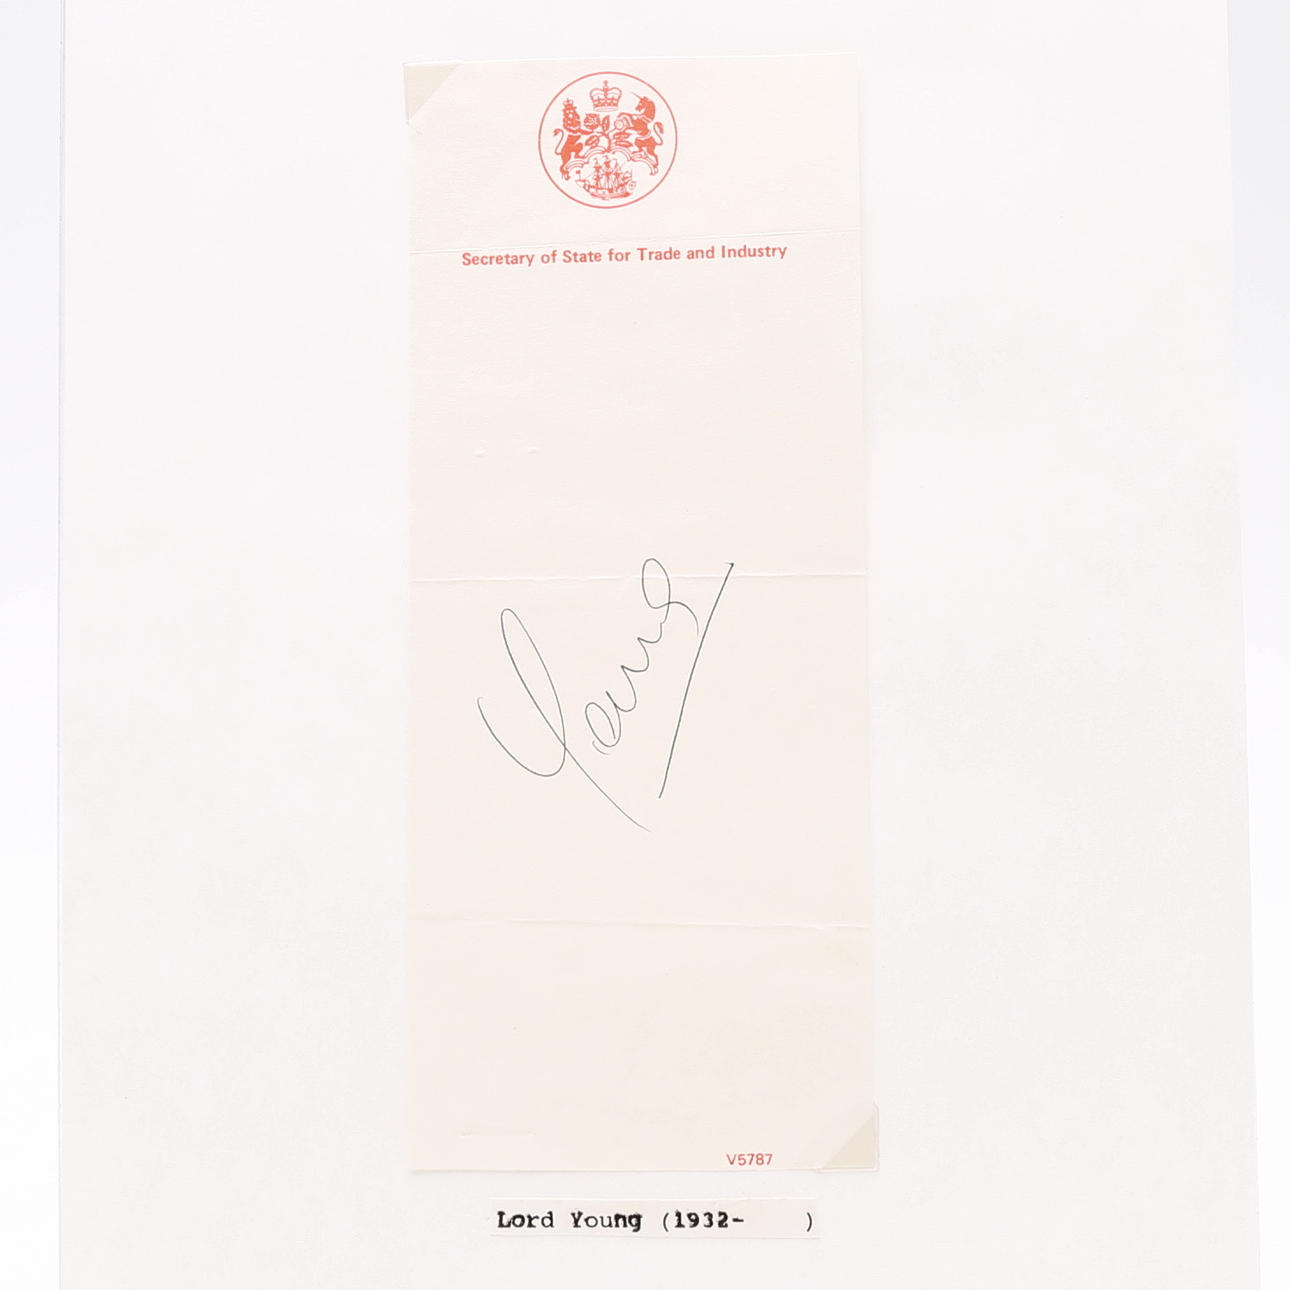 Secretary of State for Trade and Industry
Young
V5787
Lord Young (1932-     )